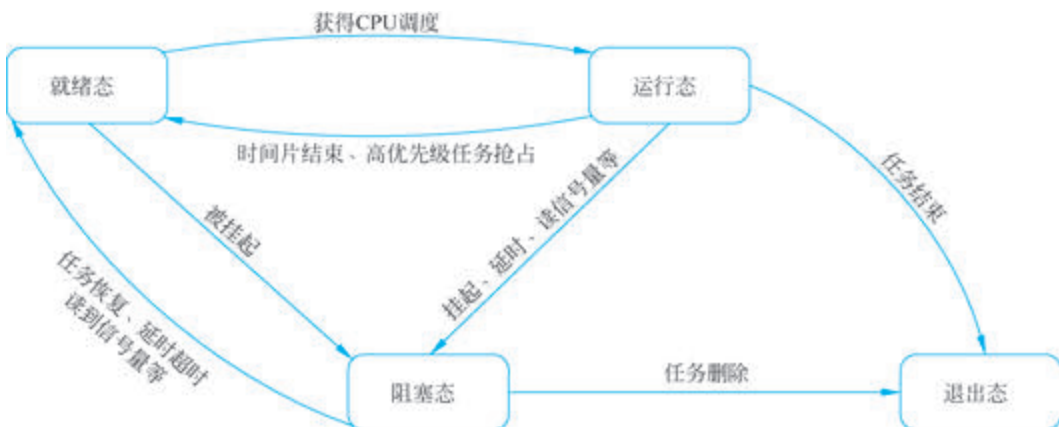 获得CPU调度
就绪态
运行态
时间片结束、高优先级任务抢占
任务结束
被挂起
挂起、延时、读信号量等
任务恢复、延时超时
读到信号量等
阻塞态
任务删除
退出态